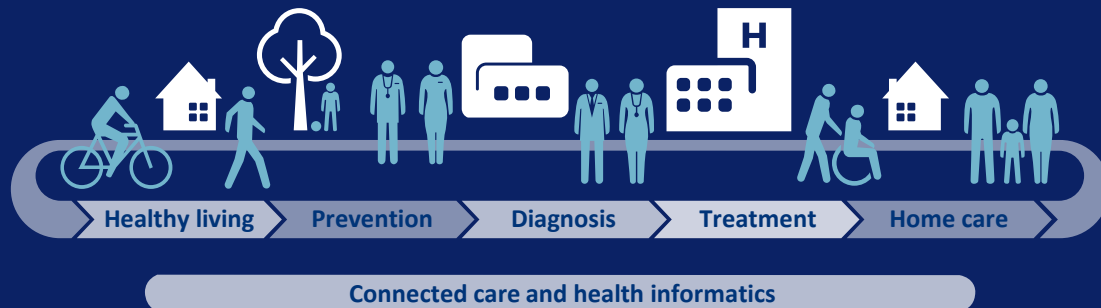 H
Healthy living
Prevention
Diagnosis
Treatment
Home care
Connected care and health informatics